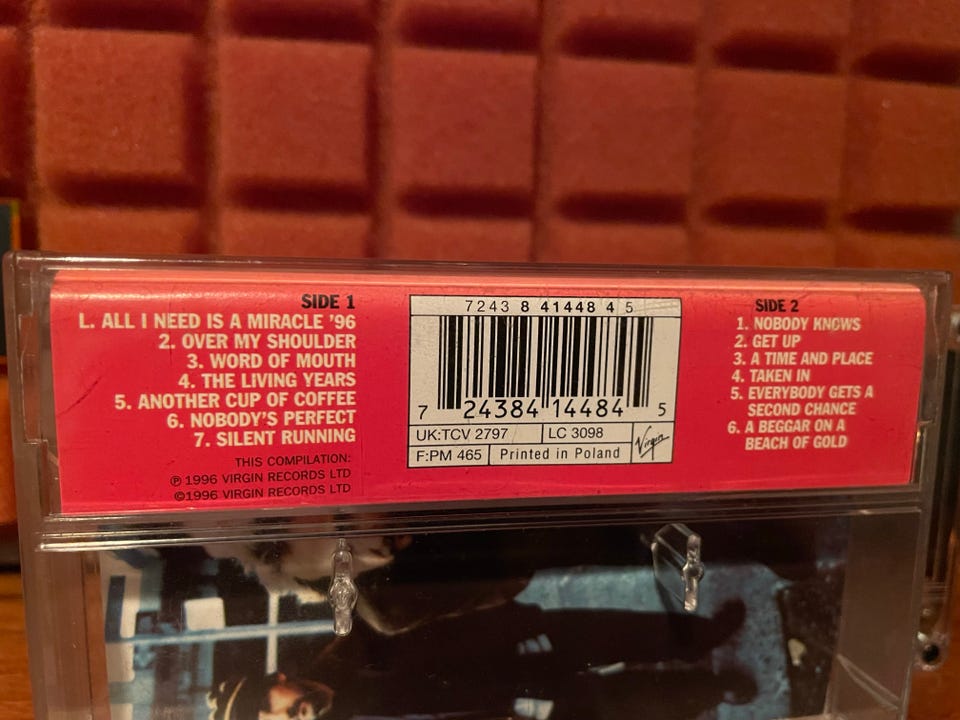 SIDE 1
L. ALL I NEED IS A MIRACLE '96
2. OVER MY SHOULDER
3. WORD OF MOUTH
4. THE LIVING YEARS
5. ANOTHER CUP OF COFFEE
6. NOBODY'S PERFECT
7. SILENT RUNNING
THIS COMPILATION:
℗ 1996 VIRGIN RECORDS LTD
©1996 VIRGIN RECORDS LTD
7243 8 41448 4 5
7 24384 14484 5
UK:TCV 2797 LC 3098
F:PM 465 Printed in Poland
Virgin
SIDE 2
1. NOBODY KNOWS
2. GET UP
3. A TIME AND PLACE
4. TAKEN IN
5. EVERYBODY GETS A
SECOND CHANCE
6. A BEGGAR ON A
BEACH OF GOLD